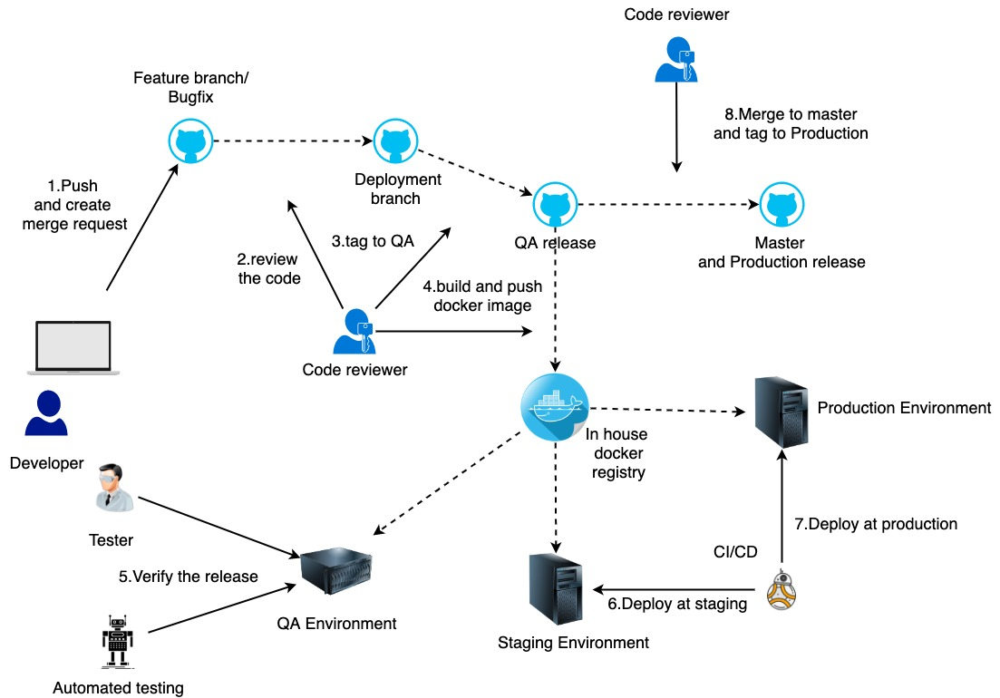 Code reviewer
Feature branch/
Bugfix
8.Merge to master
and tag to Production
1.Push
and create
merge request
Deployment
branch
3.tag to QA
QA release
Master
and Production release
2.review
the code
4.build and push
docker image
Code reviewer
Production Environment
In house
docker
registry
Developer
7.Deploy at production
Tester
CI/CD
5.Verify the release
6.Deploy at staging
QA Environment
Staging Environment
Automated testing